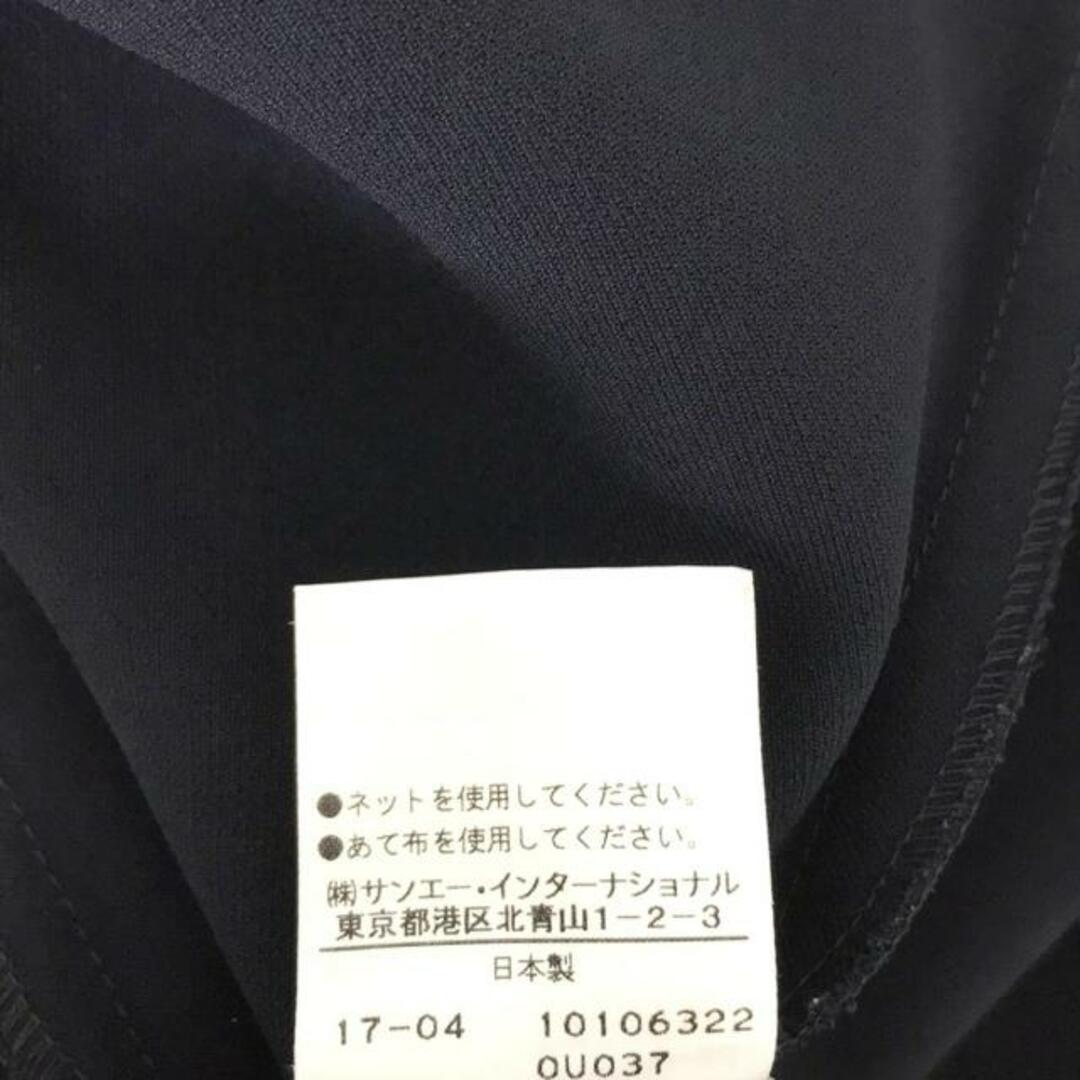 ●ネットを使用してください。
●あて布を使用してください。
㈱サンエー・インターナショナル
東京都港区北青山1-2-3
日本製
17-04 10106322
0U037